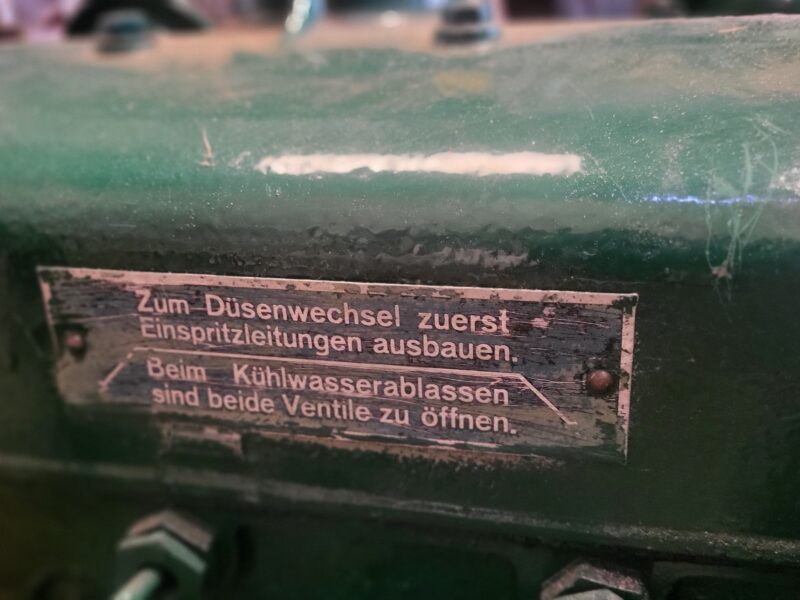 Zum Düsenwechsel zuerst
Einspritzleitungen ausbauen.
Beim Kühlwasserablassen
sind beide Ventile zu öffnen.